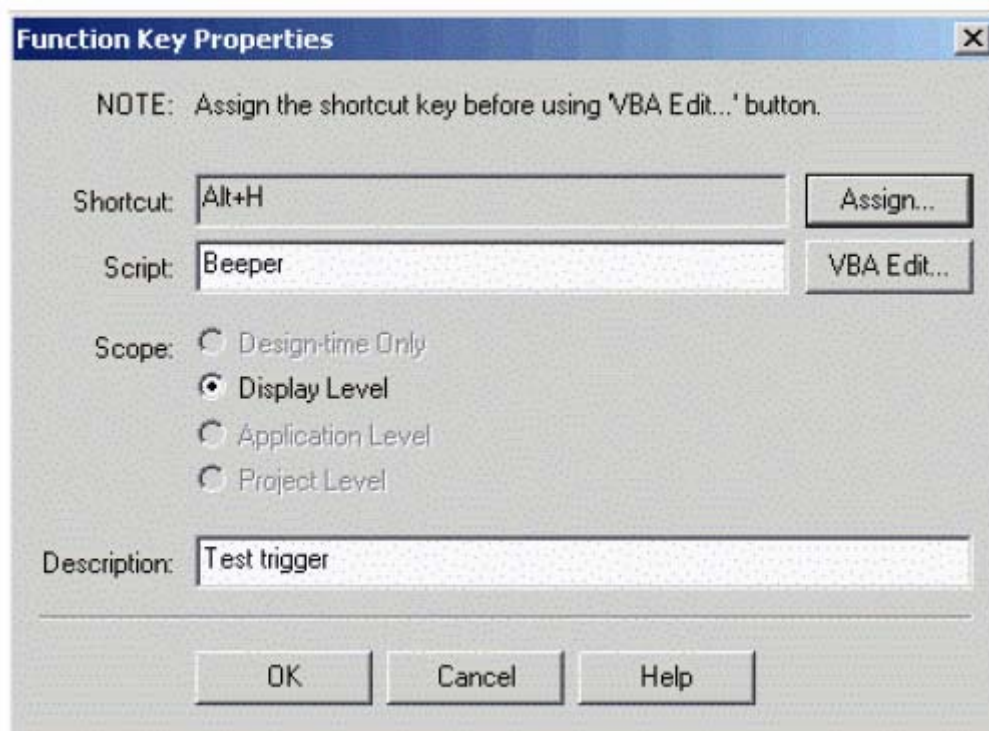 Function Key Properties
NOTE: Assign the shortcut key before using 'VBA Edit...' button.
Shortcut: Alt+H Assign...
Script: Beeper VBA Edit...
Scope: Design-time Only
Display Level
Application Level
Project Level
Description: Test trigger
OK Cancel Help